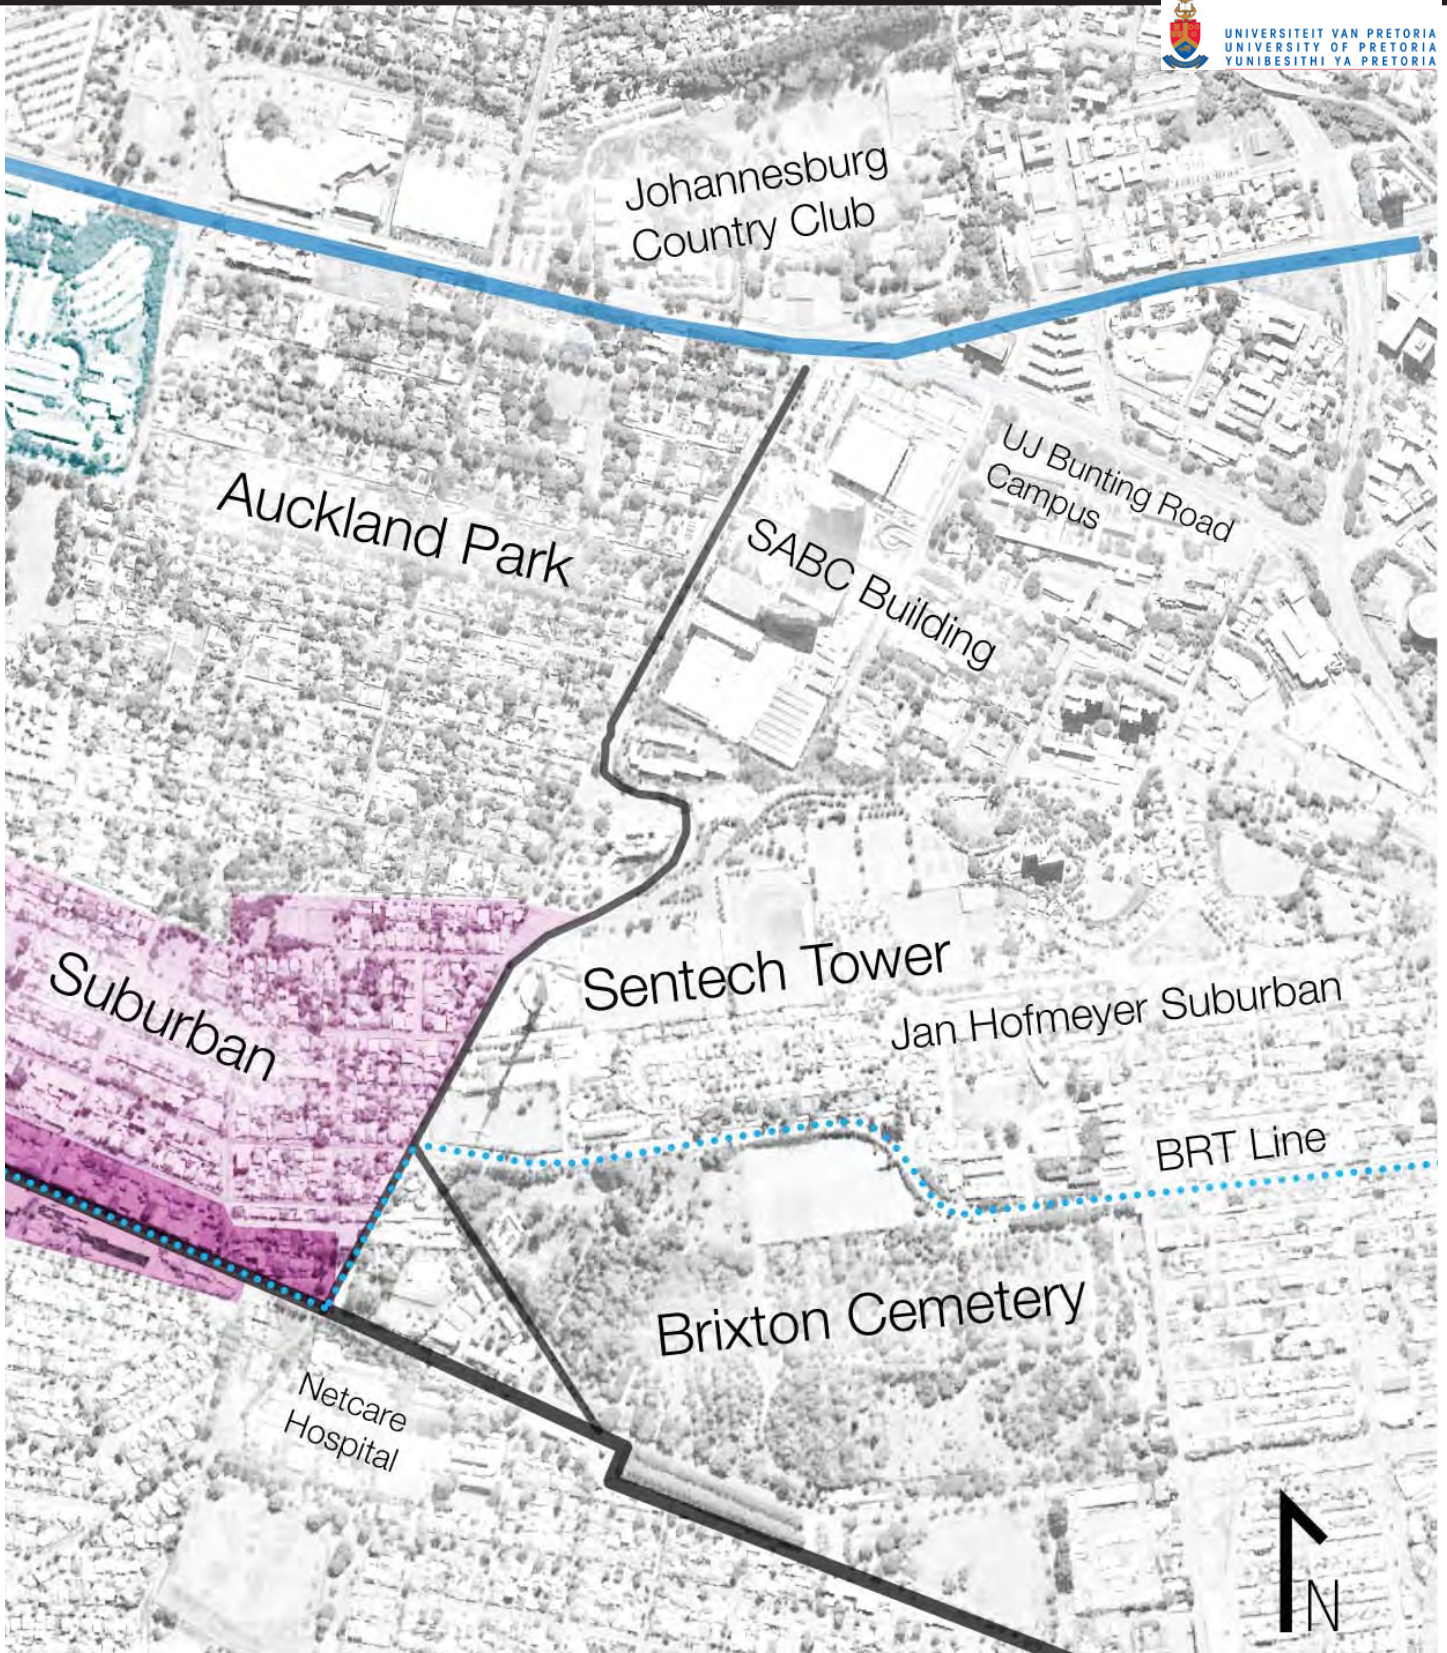 UNIVERSITEIT VAN PRETORIA
UNIVERSITY OF PRETORIA
YUNIBESITHI YA PRETORIA
Johannesburg
Country Club
UJ Bunting Road
Campus
Auckland Park
SABC Building
Suburban
Sentech Tower
Jan Hofmeyer Suburban
BRT Line
Brixton Cemetery
Netcare
Hospital
N